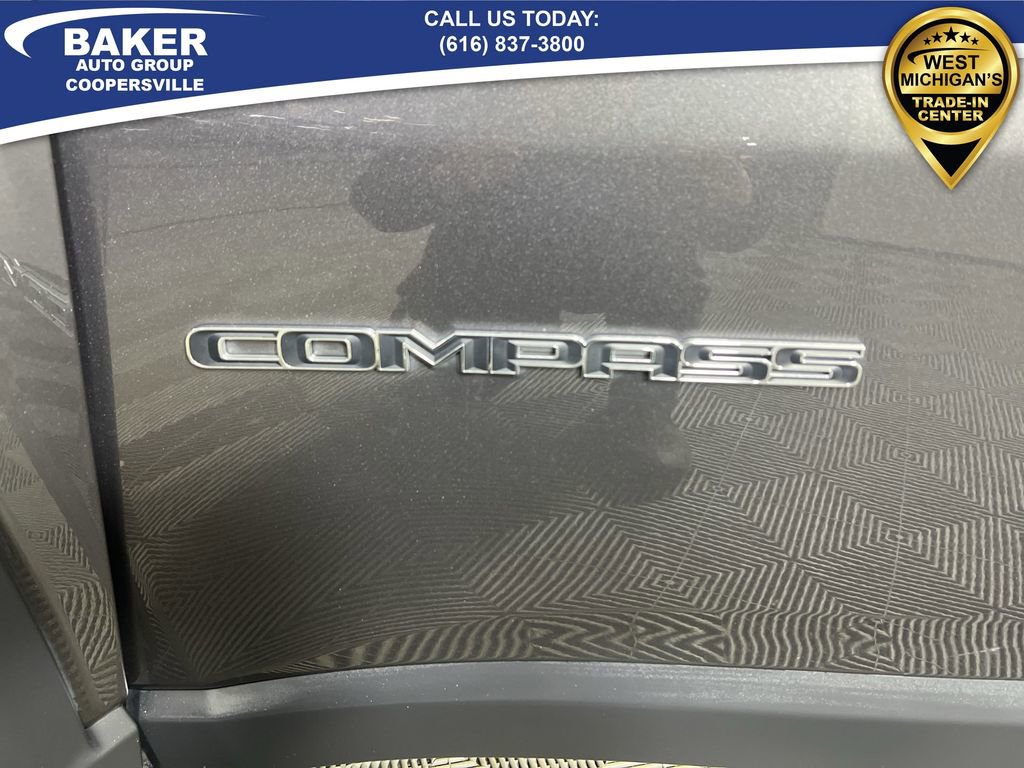 BAKER
AUTO GROUP
COOPERSVILLE
CALL US TODAY:
(616) 837-3800
WEST
MICHIGAN'S
TRADE-IN
CENTER
COMPASS